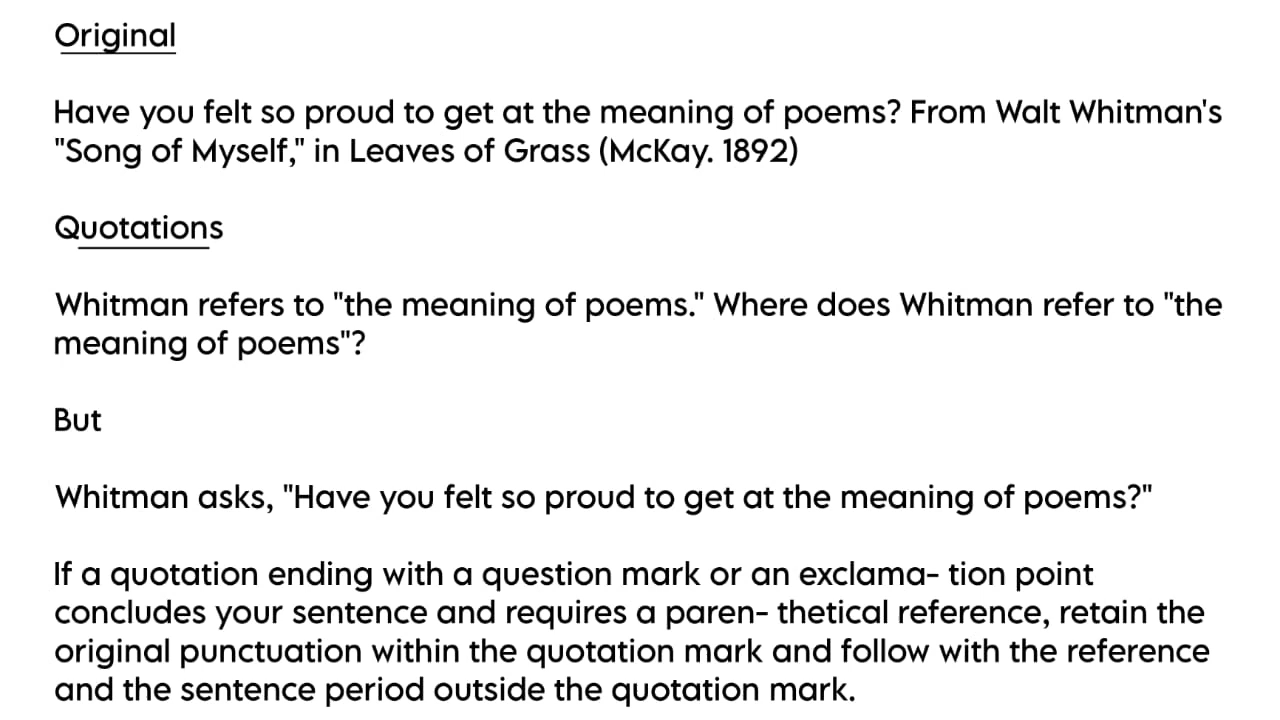 Original
Have you felt so proud to get at the meaning of poems? From Walt Whitman's
"Song of Myself," in Leaves of Grass (McKay. 1892)
Quotations
Whitman refers to "the meaning of poems." Where does Whitman refer to "the
meaning of poems"?
But
Whitman asks, "Have you felt so proud to get at the meaning of poems?"
If a quotation ending with a question mark or an exclama- tion point
concludes your sentence and requires a paren- thetical reference, retain the
original punctuation within the quotation mark and follow with the reference
and the sentence period outside the quotation mark.